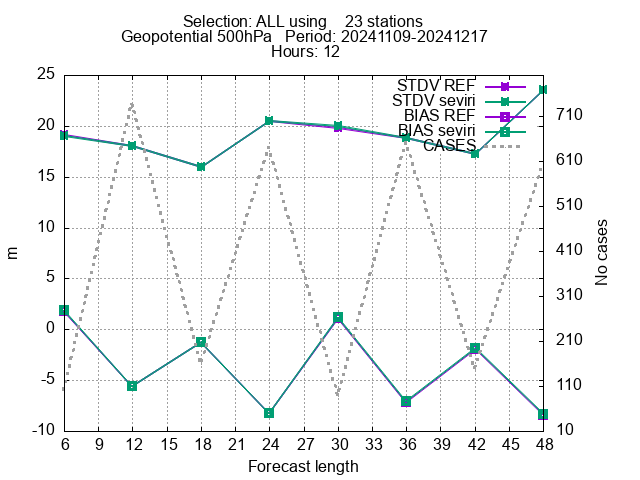 Selection: ALL using    23 stations
Geopotential 500hPa   Period: 20241109-20241217
Hours: 12
STDV REF
STDV seviri
BIAS REF
BIAS seviri
CASES
25
20
15
10
5
0
-5
-10
m
710
610
510
410
310
210
110
10
No cases
6 9 12 15 18 21 24 27 30 33 36 39 42 45 48
Forecast length